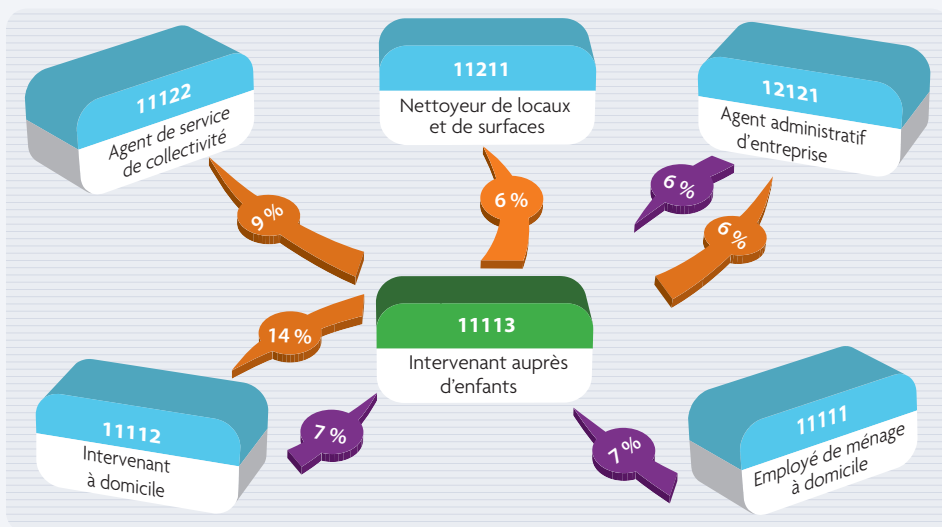 11122
Agent de service
de collectivité
11211
Nettoyeur de locaux
et de surfaces
12121
Agent administratif
d'entreprise
9 %
6 %
6 %
6 %
11113
Intervenant auprès
d'enfants
14 %
7 %
7 %
11112
Intervenant
à domicile
11111
Employé de ménage
à domicile